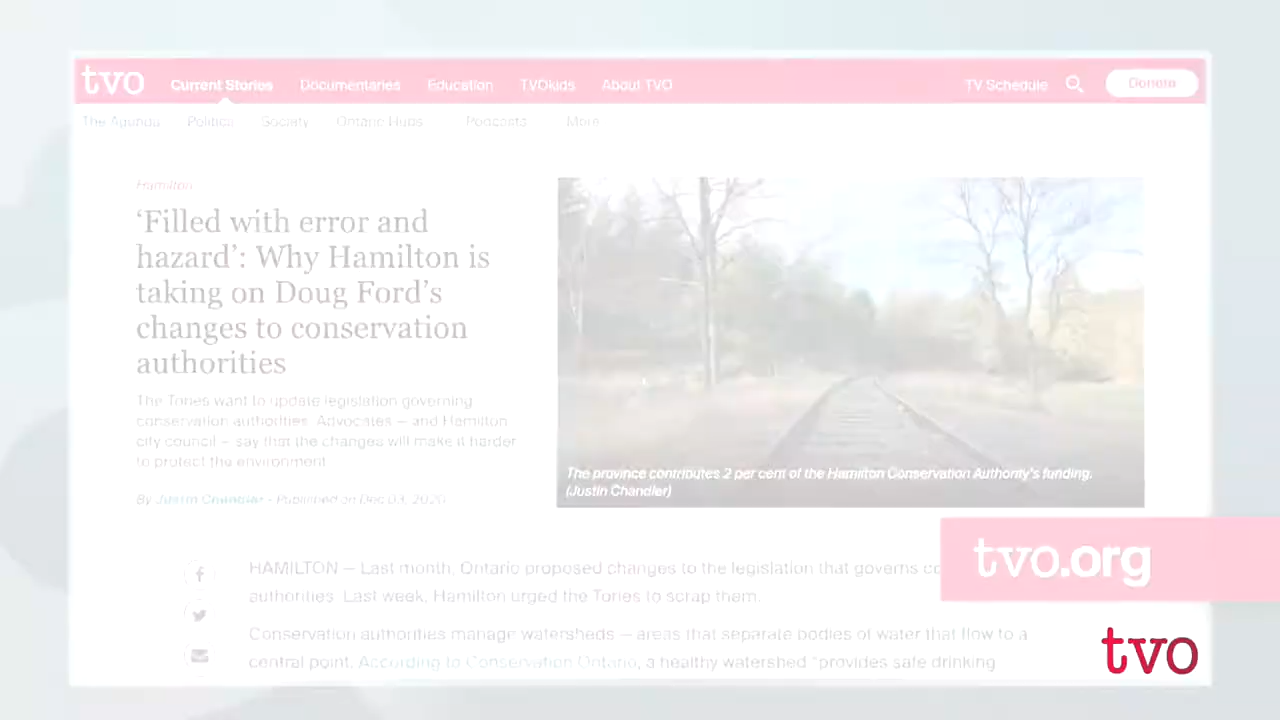 tvo Current Stories Documentaries Education TVOkids About TVO TV Schedule Donate
The Agenda Politics Society Ontario Hubs Podcasts More
Hamilton
‘Filled with error and
hazard’: Why Hamilton is
taking on Doug Ford’s
changes to conservation
authorities
The Tories want to update legislation governing
conservation authorities. Advocates — and Hamilton
city council — say that the changes will make it harder
to protect the environment
By Justin Chandler - Published on Dec 03, 2020
The province contributes 2 per cent of the Hamilton Conservation Authority's funding.
(Justin Chandler)
HAMILTON — Last month, Ontario proposed changes to the legislation that governs
authorities. Last week, Hamilton urged the Tories to scrap them.
Conservation authorities manage watersheds — areas that separate bodies of water that flow to a
central point. According to Conservation Ontario, a healthy watershed “provides safe drinking
tvo.org
tvo